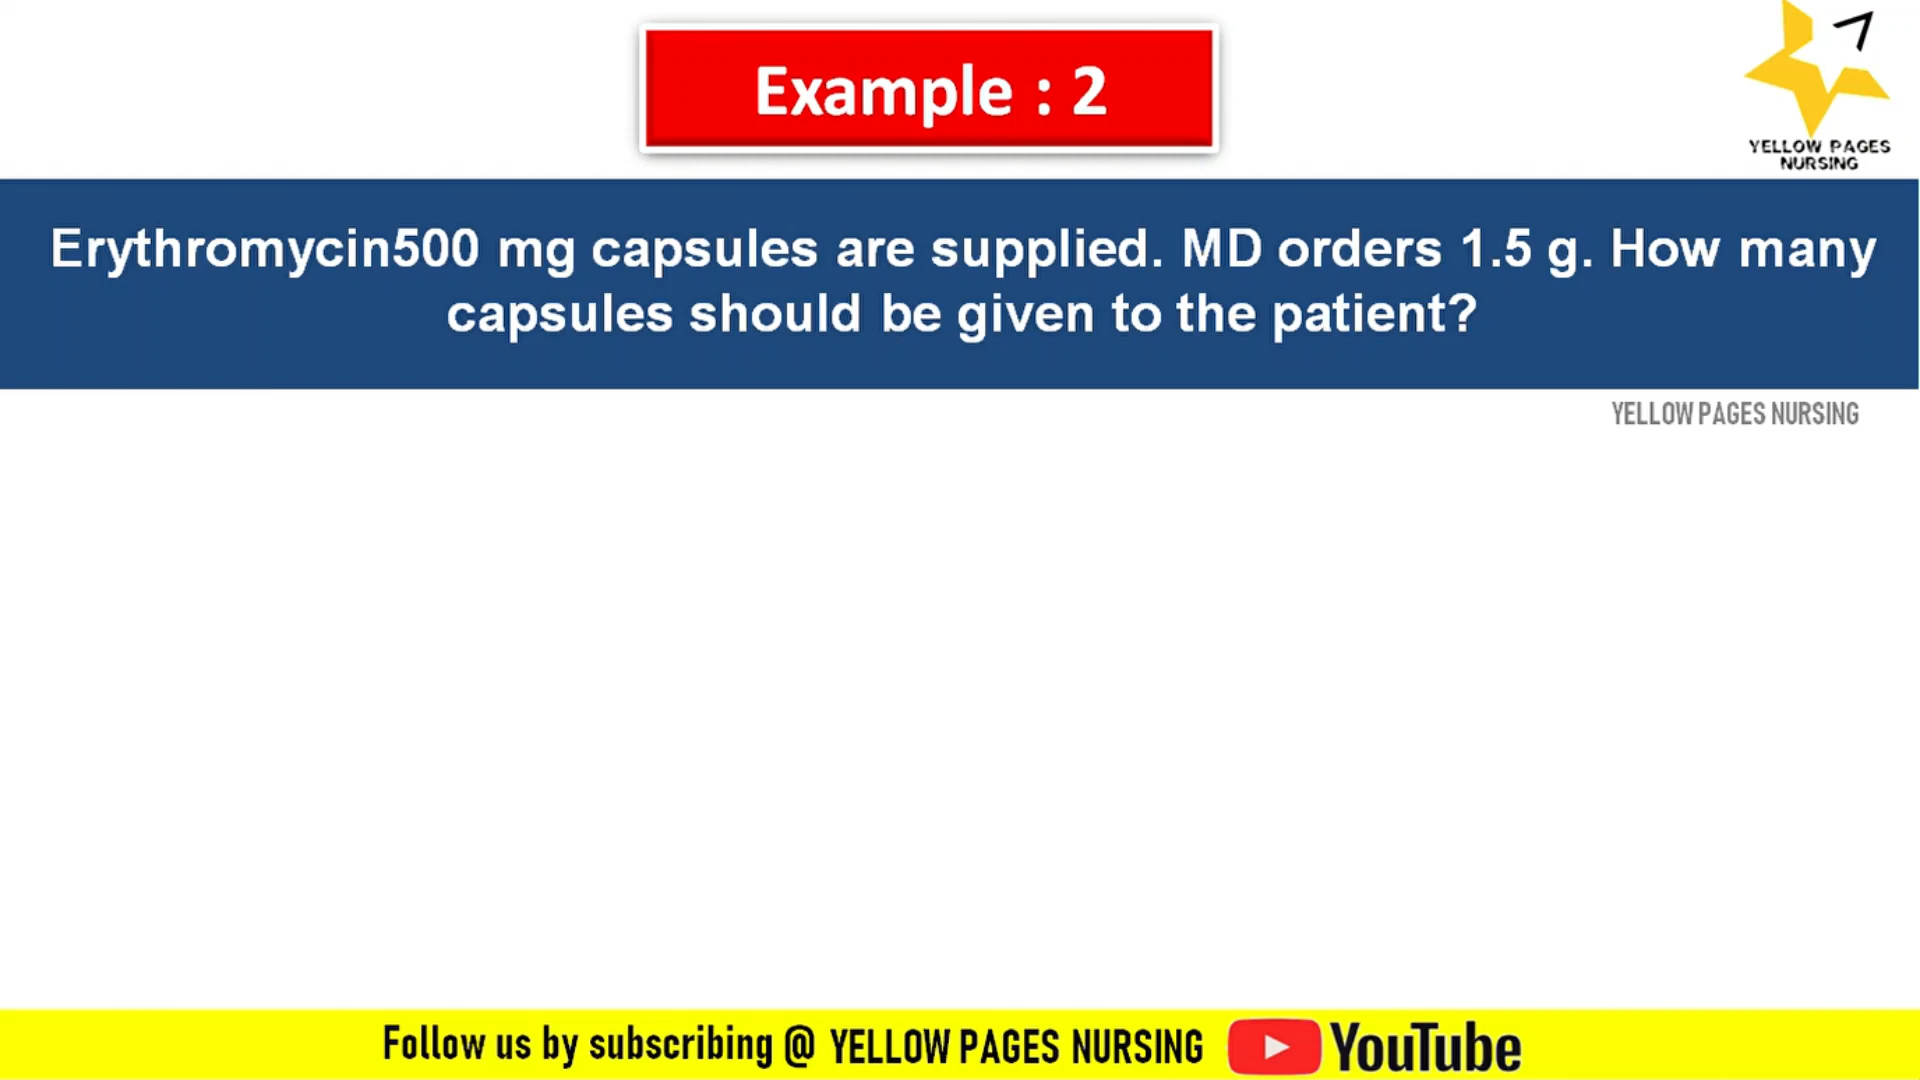 Example : 2
YELLOW PAGES
NURSING
Erythromycin500 mg capsules are supplied. MD orders 1.5 g. How many
capsules should be given to the patient?
YELLOW PAGES NURSING
Follow us by subscribing @ YELLOW PAGES NURSING YouTube